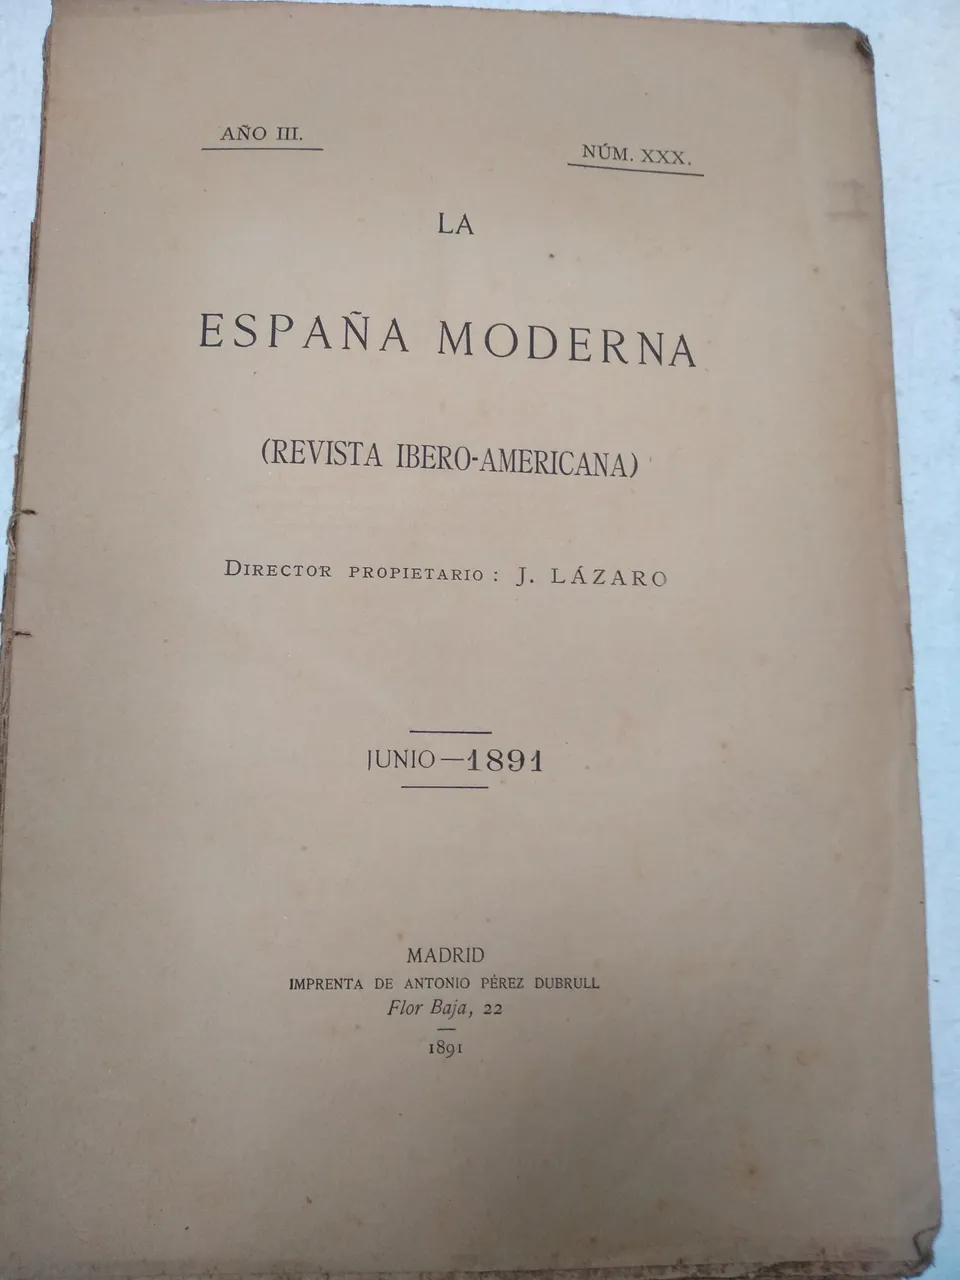 AÑO III.
NÚM. XXX.
LA
ESPAÑA MODERNA
(REVISTA IBERO-AMERICANA)
DIRECTOR PROPIETARIO: J. LÁZARO
JUNIO—1891
MADRID
IMPRENTA DE ANTONIO PÉREZ DUBRULL
Flor Baja, 22
1891